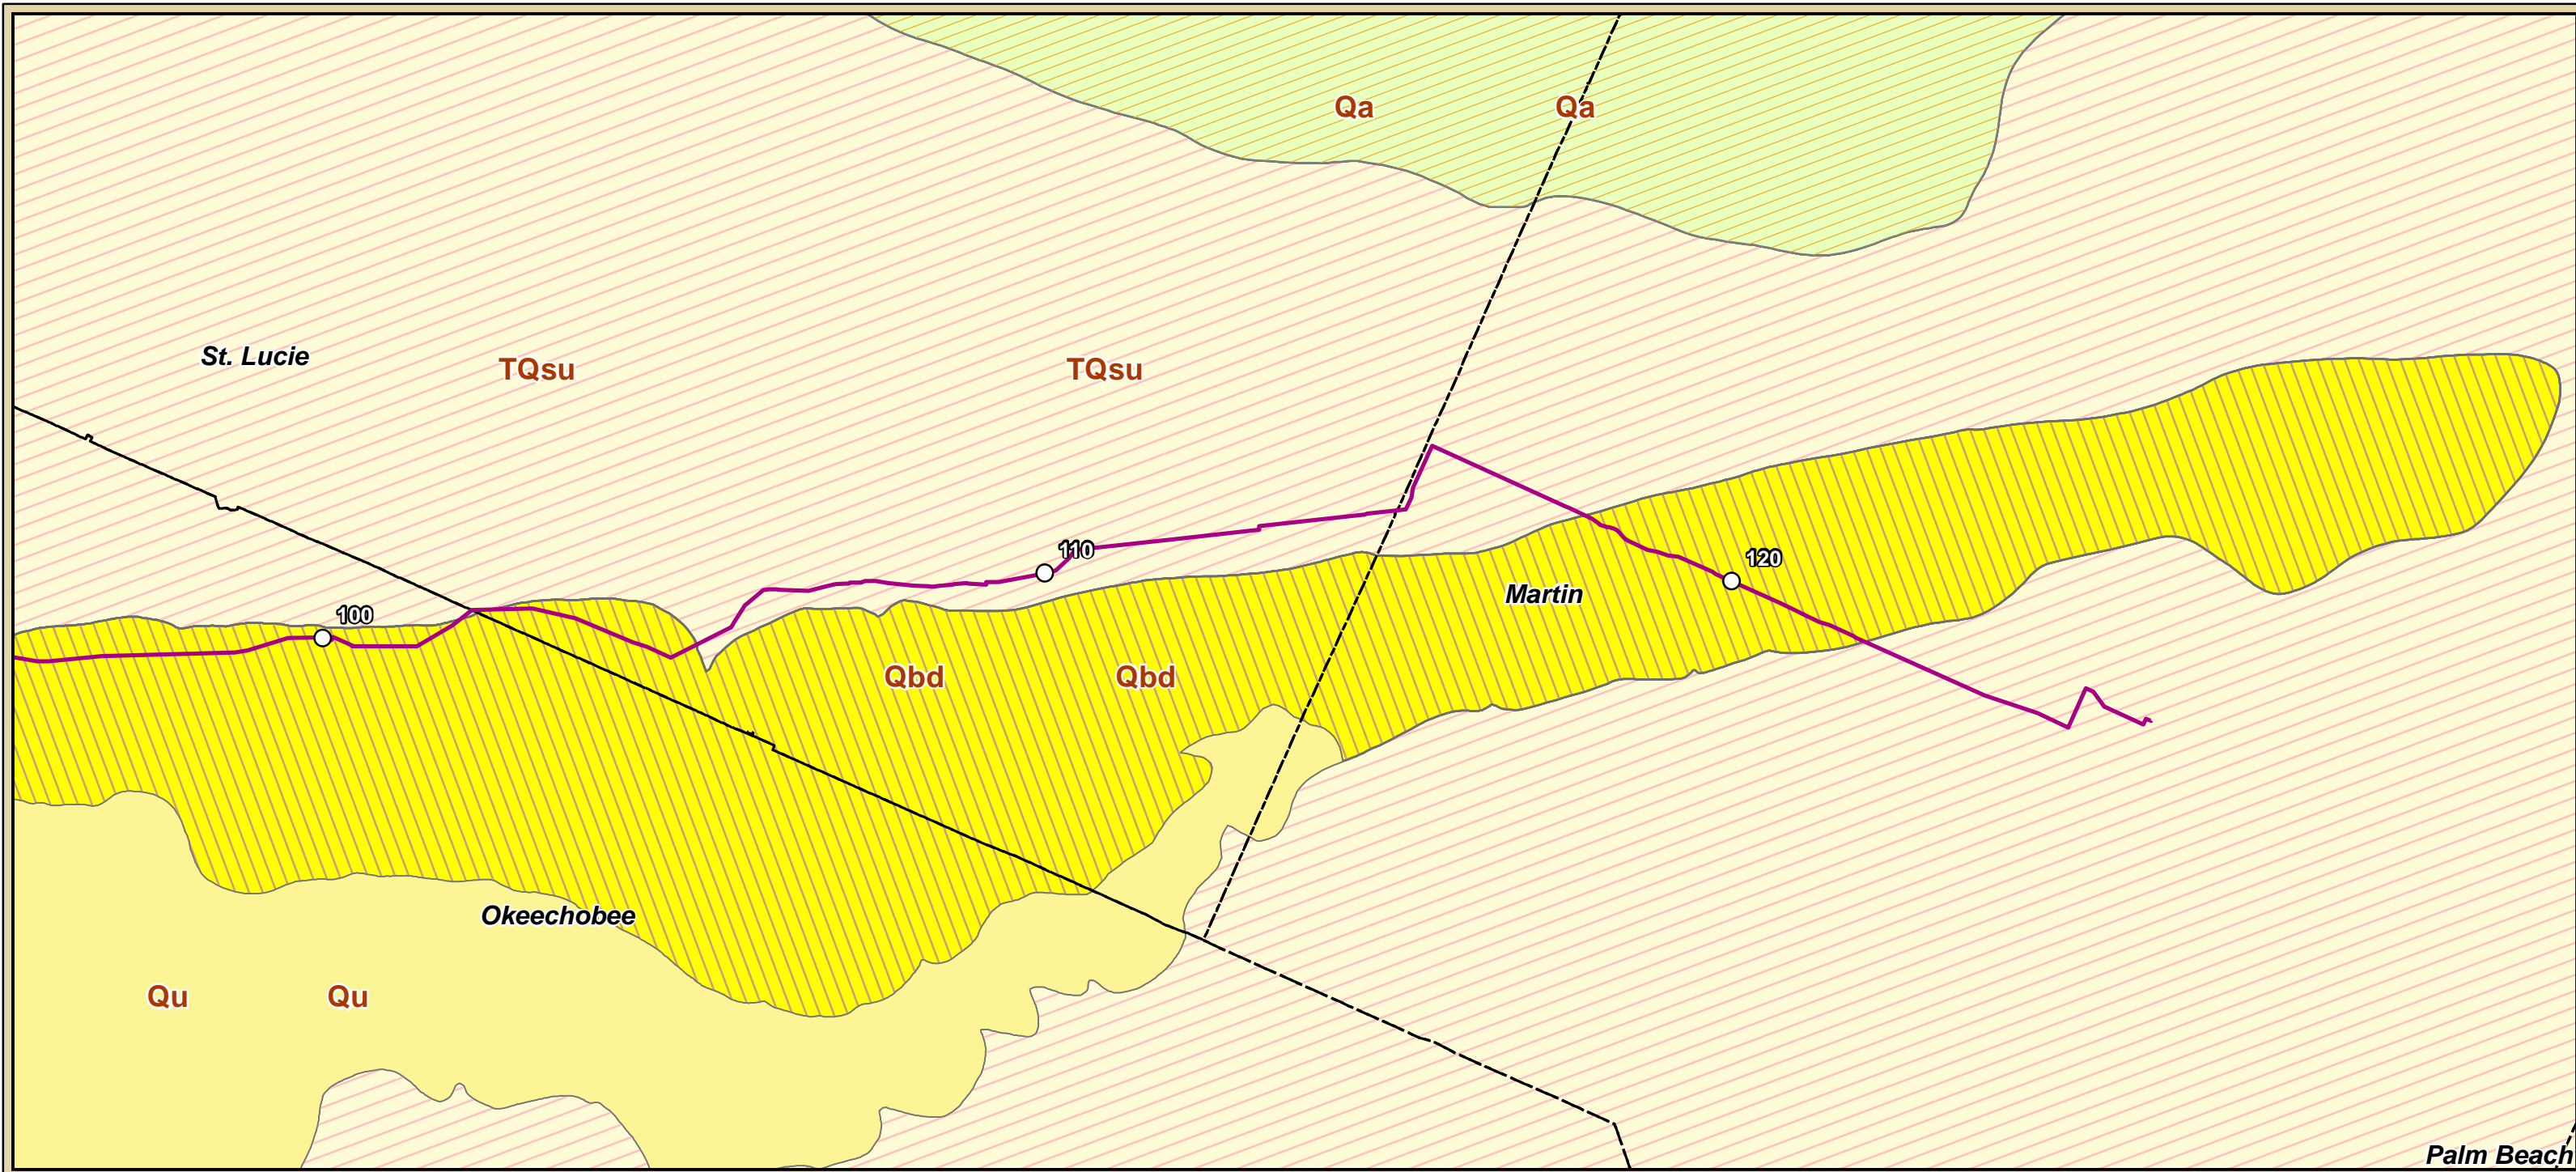 Qa Qa
St. Lucie
TQsu TQsu
110
120
Martin
100
Qbd Qbd
Okeechobee
Qu Qu
Palm Beach